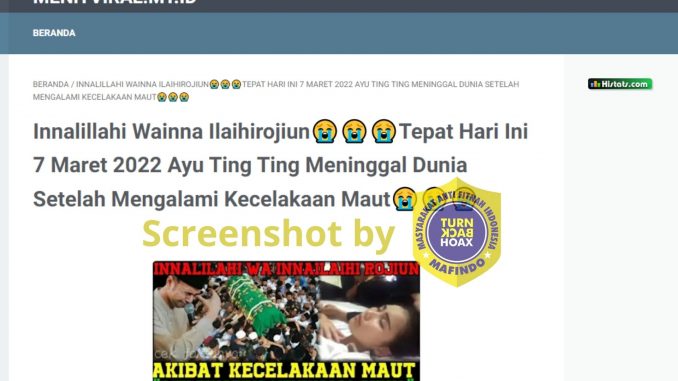 MENITVIRAL.MY.ID
BERANDA
BERANDA / INNALILLAHI WAINNA ILAIHIROJIUN😭😭😭TEPAT HARI INI 7 MARET 2022 AYU TING TING MENINGGAL DUNIA SETELAH
MENGALAMI KECELAKAAN MAUT😭😭😭
Histats.com
Innalillahi Wainna Ilaihirojiun😭😭😭Tepat Hari Ini
7 Maret 2022 Ayu Ting Ting Meninggal Dunia
Setelah Mengalami Kecelakaan Maut😭😭😭
Screenshot by
MASYARAKAT ANTI FITNAH INDONESIA
TURN
BACK
HOAX
MAFINDO
INNALILAHI WA INNAILAIHI ROJIUN
AKIBAT KECELAKAAN MAUT